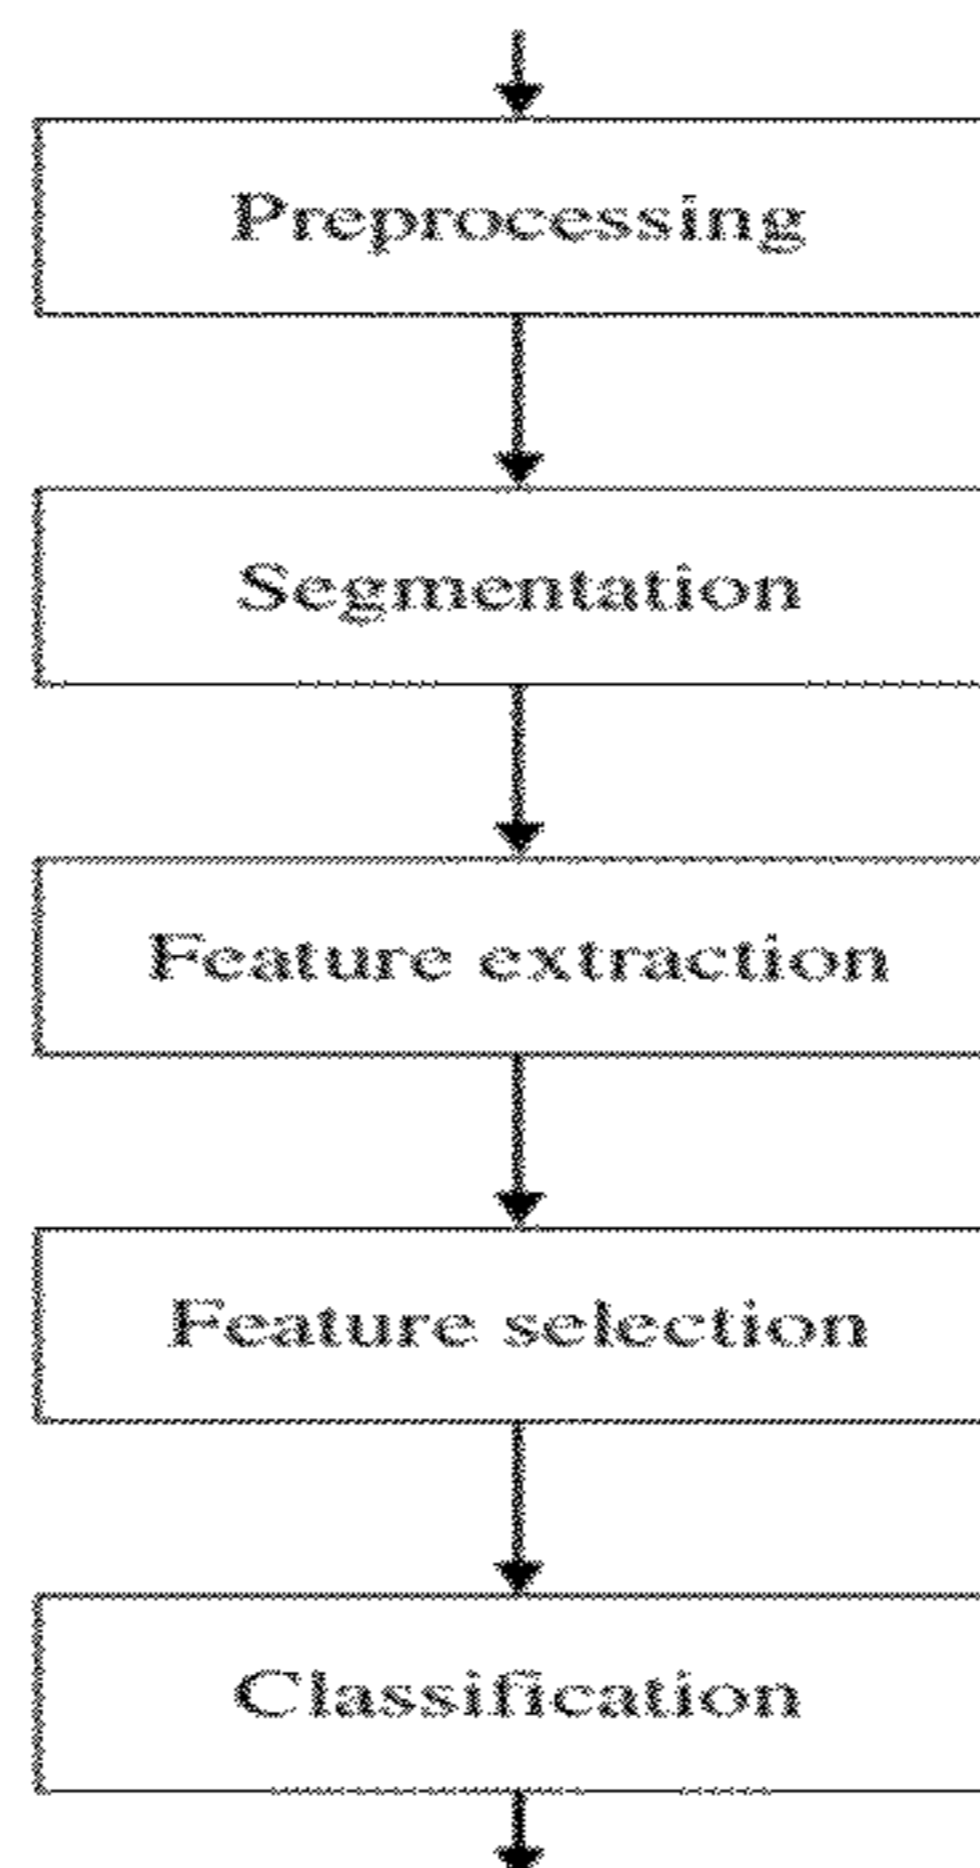 Preprocessing
Segmentation
Feature extraction
Feature selection
Classification